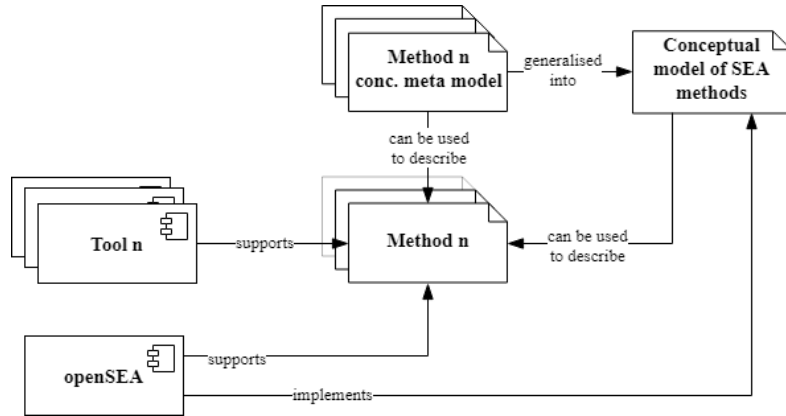 Method n
conc. meta model
generalised
into
Conceptual
model of SEA
methods
can be used
to describe
Tool n
supports
Method n
can be used
to describe
openSEA
supports
implements